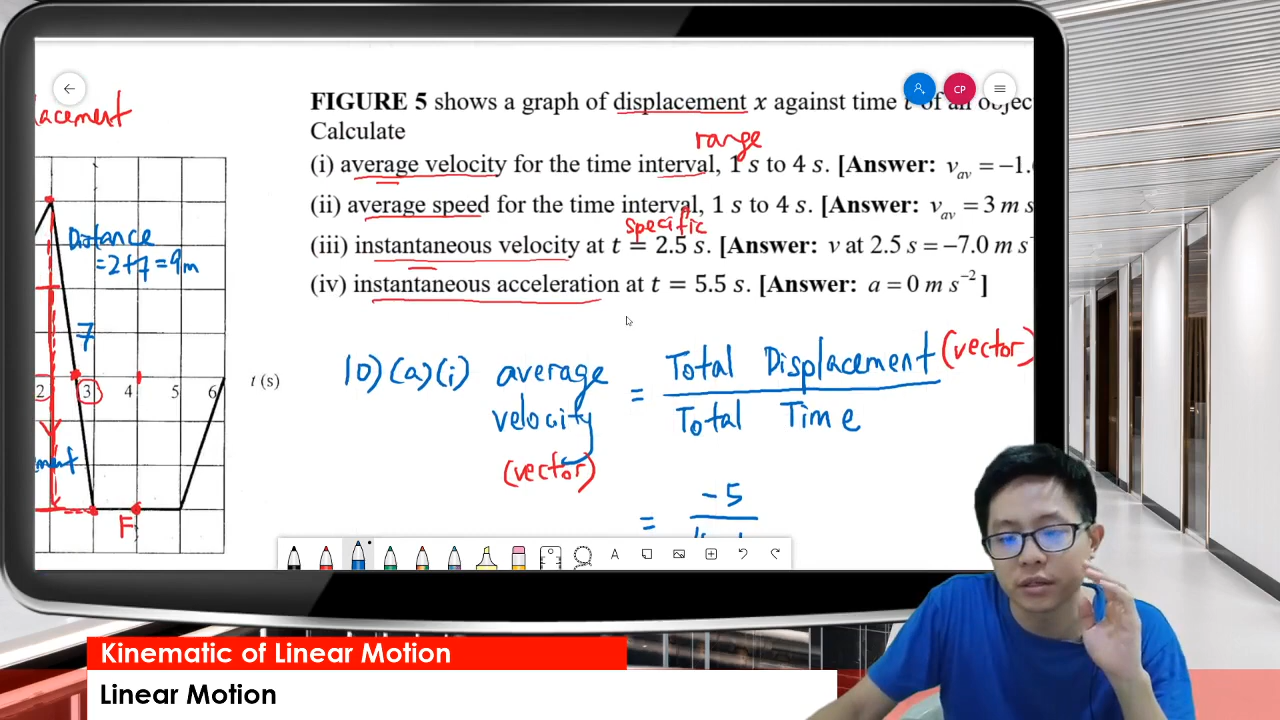 lacement
Distance
=2+7=9m
7
2
3
4
5
6
t (s)
ment
F
CP
FIGURE 5 shows a graph of displacement x against time t of an objec
Calculate
range
(i) average velocity for the time interval, 1 s to 4 s. [Answer: vav = −1.
(ii) average speed for the time interval, 1 s to 4 s. [Answer: vav = 3 m s
specific
(iii) instantaneous velocity at t = 2.5 s. [Answer: v at 2.5 s = −7.0 m s
(iv) instantaneous acceleration at t = 5.5 s. [Answer: a = 0 m s−2]
10)(a)(i) average velocity = Total Displacement (vector)
Total Time
(vector)
= -5
A
Kinematic of Linear Motion
Linear Motion